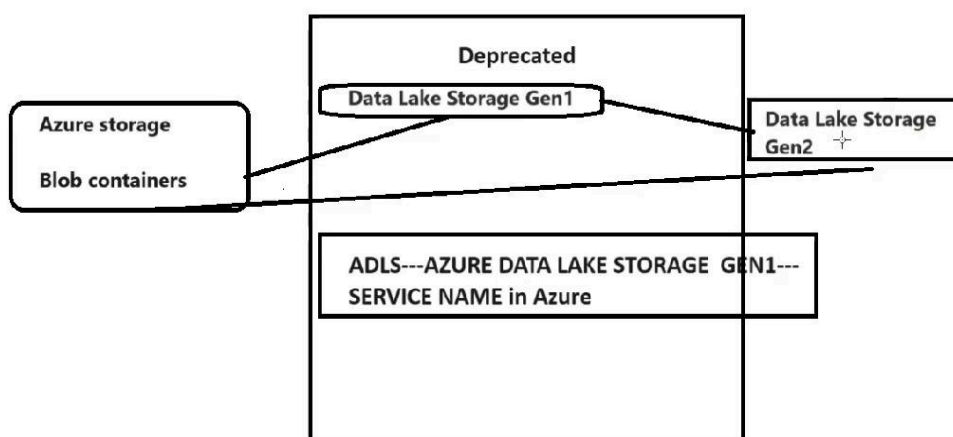 Deprecated
Data Lake Storage Gen1
Azure storage
Blob containers
Data Lake Storage
Gen2
ADLS---AZURE DATA LAKE STORAGE GEN1---
SERVICE NAME in Azure